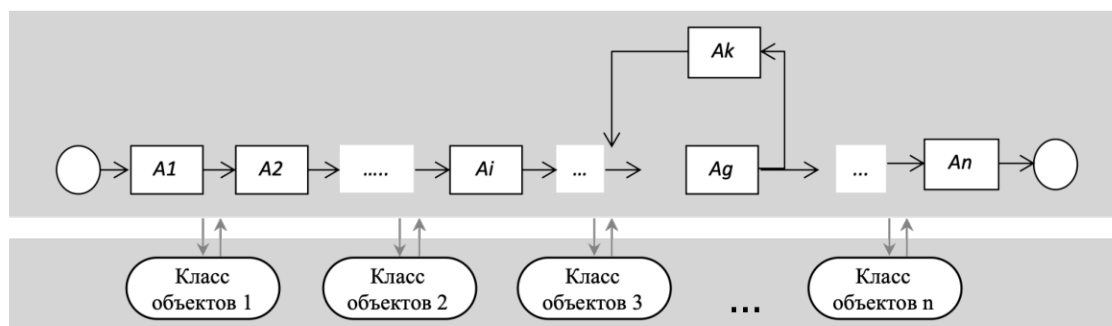 Ak
A1
A2
.....
Ai
...
Ag
...
An
Класс
объектов 1
Класс
объектов 2
Класс
объектов 3
...
Класс
объектов n